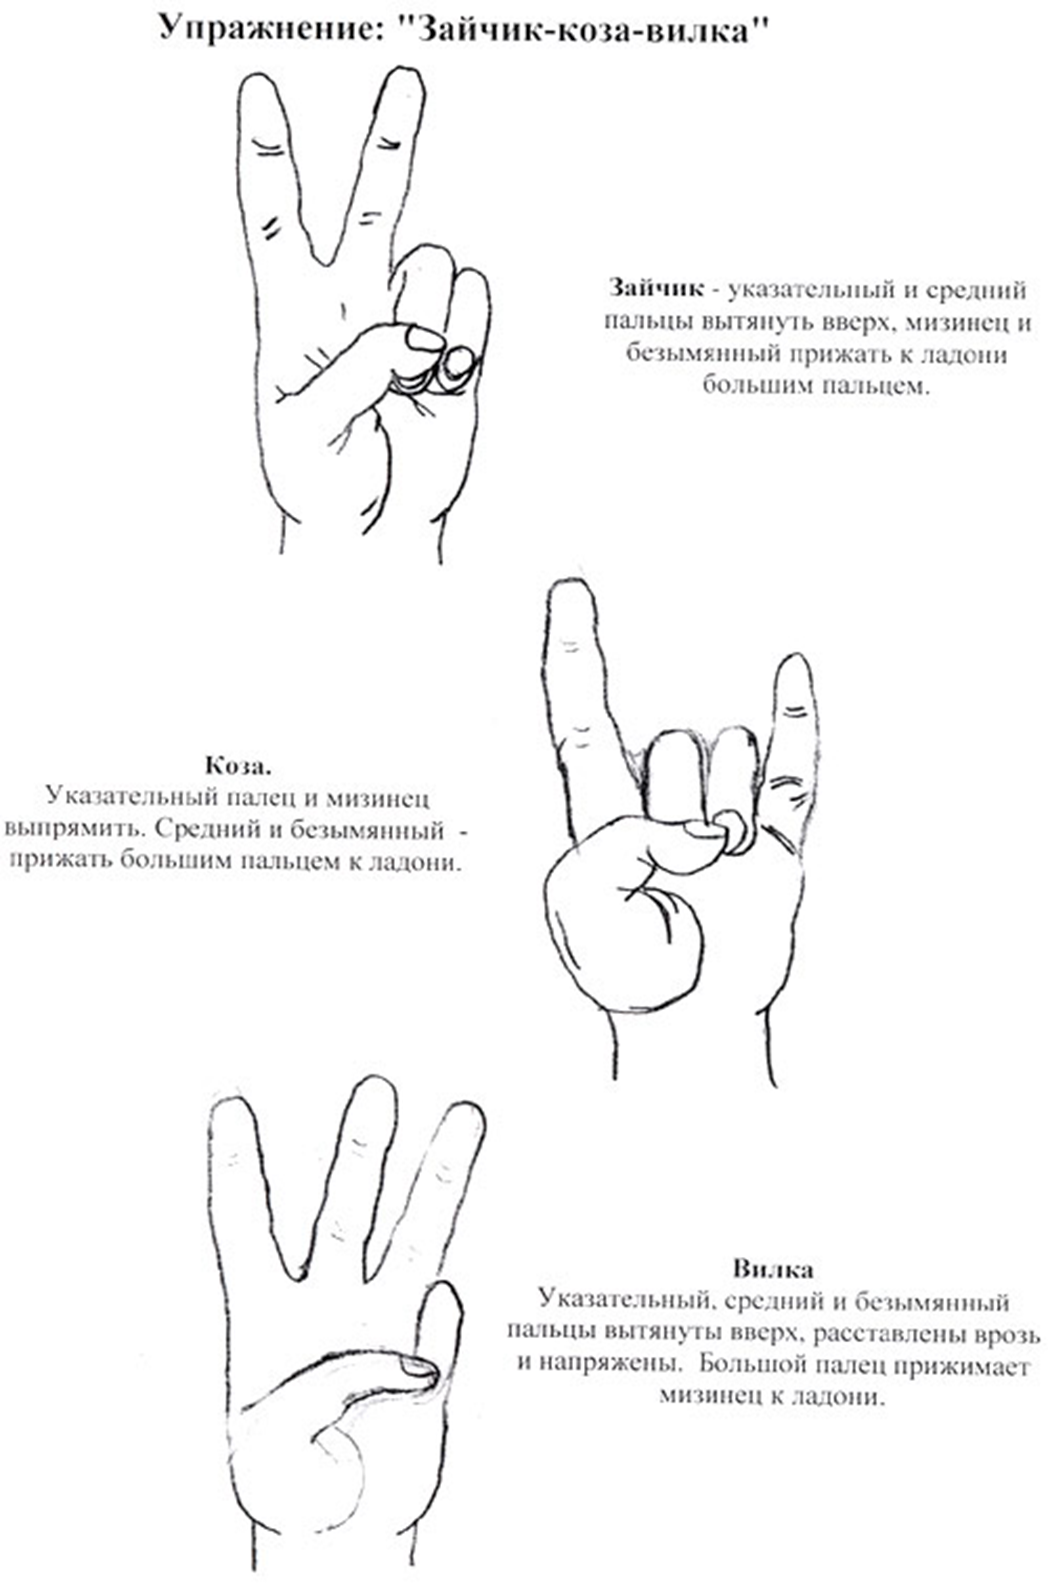 Упражнение: "Зайчик-коза-вилка"
Зайчик - указательный и средний
пальцы вытянуть вверх, мизинец и
безымянный прижать к ладони
большим пальцем.
Коза.
Указательный палец и мизинец
выпрямить. Средний и безымянный -
прижать большим пальцем к ладони.
Вилка
Указательный, средний и безымянный
пальцы вытянуты вверх, расставлены врозь
и напряжены. Большой палец прижимает
мизинец к ладони.